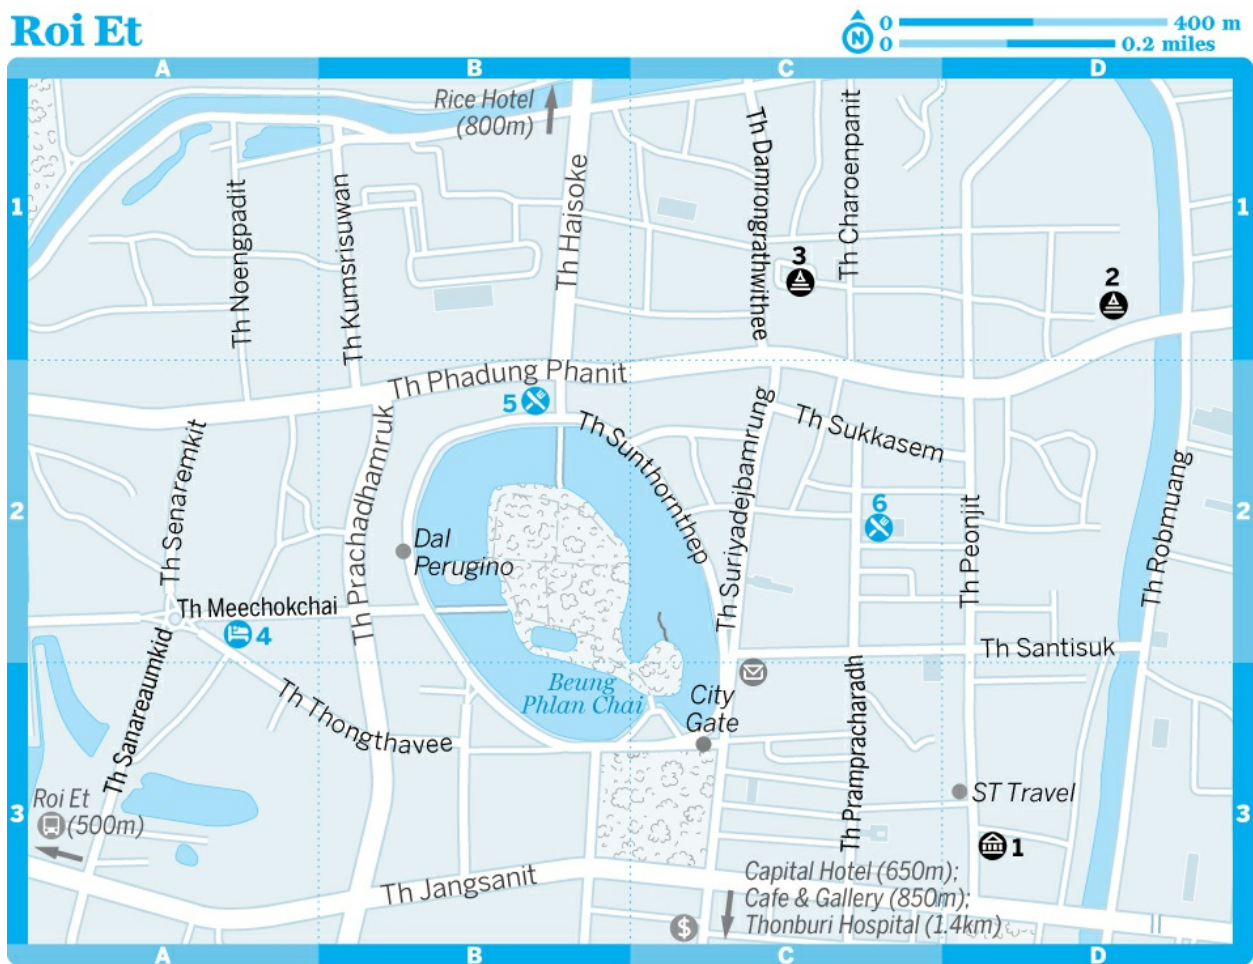 Roi Et
0 400 m
N
0 0.2 miles
A B C D
Rice Hotel
(800m)
1 1
Th Noengpadit
Th Kumsrisuwan
Th Haisoke
Th Damrongrathwithee
Th Charoenpanit
3
2
Th Phadung Phanit
5
Th Sunthornthep
Th Sukkasem
Th Senaremkit
Th Prachadhamruk
Th Suriyadejbamrung
2 2
6
Dal
Perugino
Th Peonjit
Th Robmuang
Th Meechokchai
4
Th Santisuk
Th Sanareaumkid
Th Thongthavee
Beung
Phlan Chai
City
Gate
Th Prampracharadh
ST Travel
3 3
Roi Et
(500m)
1
Th Jangsanit
Capital Hotel (650m);
Cafe & Gallery (850m);
Thonburi Hospital (1.4km)
$
A B C D